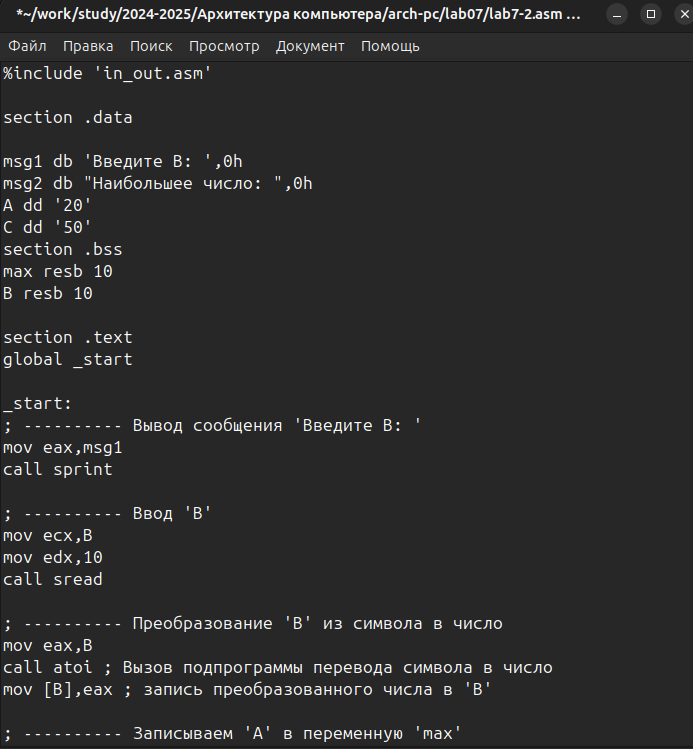 *~/work/study/2024-2025/Архитектура компьютера/arch-pc/lab07/lab7-2.asm ...
Файл Правка Поиск Просмотр Документ Помощь
%include 'in_out.asm'
section .data
msg1 db 'Введите B: ',0h
msg2 db "Наибольшее число: ",0h
A dd '20'
C dd '50'
section .bss
max resb 10
B resb 10
section .text
global _start
_start:
; ---------- Вывод сообщения 'Введите B: '
mov eax,msg1
call sprint
; ---------- Ввод 'B'
mov ecx,B
mov edx,10
call sread
; ---------- Преобразование 'B' из символа в число
mov eax,B
call atoi ; Вызов подпрограммы перевода символа в число
mov [B],eax ; запись преобразованного числа в 'B'
; ---------- Записываем 'A' в переменную 'max'